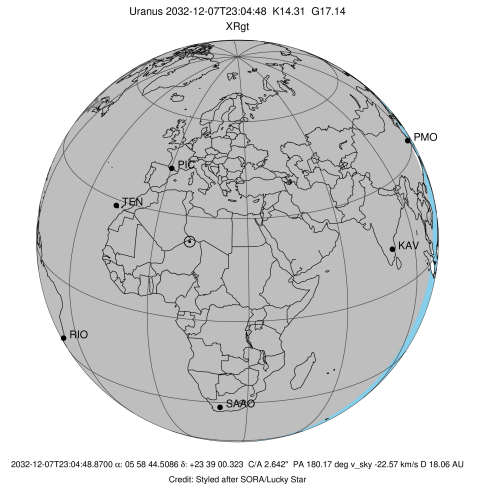 Uranus 2032-12-07T23:04:48 K14.31 G17.14
XRgt
PMO
PIC
TEN
KAV
RIO
SAAO
2032-12-07T23:04:48.8700 α: 05 58 44.5086 δ: +23 39 00.323 C/A 2.642" PA 180.17 deg v_sky -22.57 km/s D 18.06 AU
Credit: Styled after SORA/Lucky Star